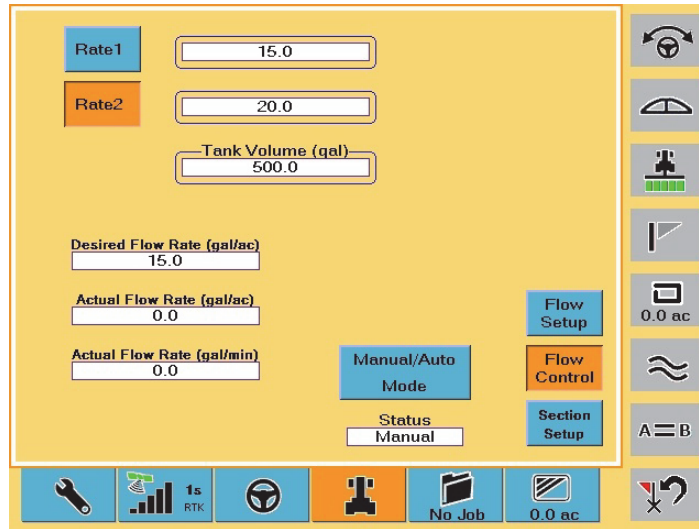 Rate1
15.0
Rate2
20.0
Tank Volume (gal)
500.0
Desired Flow Rate (gal/ac)
15.0
Actual Flow Rate (gal/ac)
0.0
Actual Flow Rate (gal/min)
0.0
Manual/Auto
Mode
Status
Manual
Flow
Setup
Flow
Control
Section
Setup
0.0 ac
A=B
1s
RTK
No Job
0.0 ac